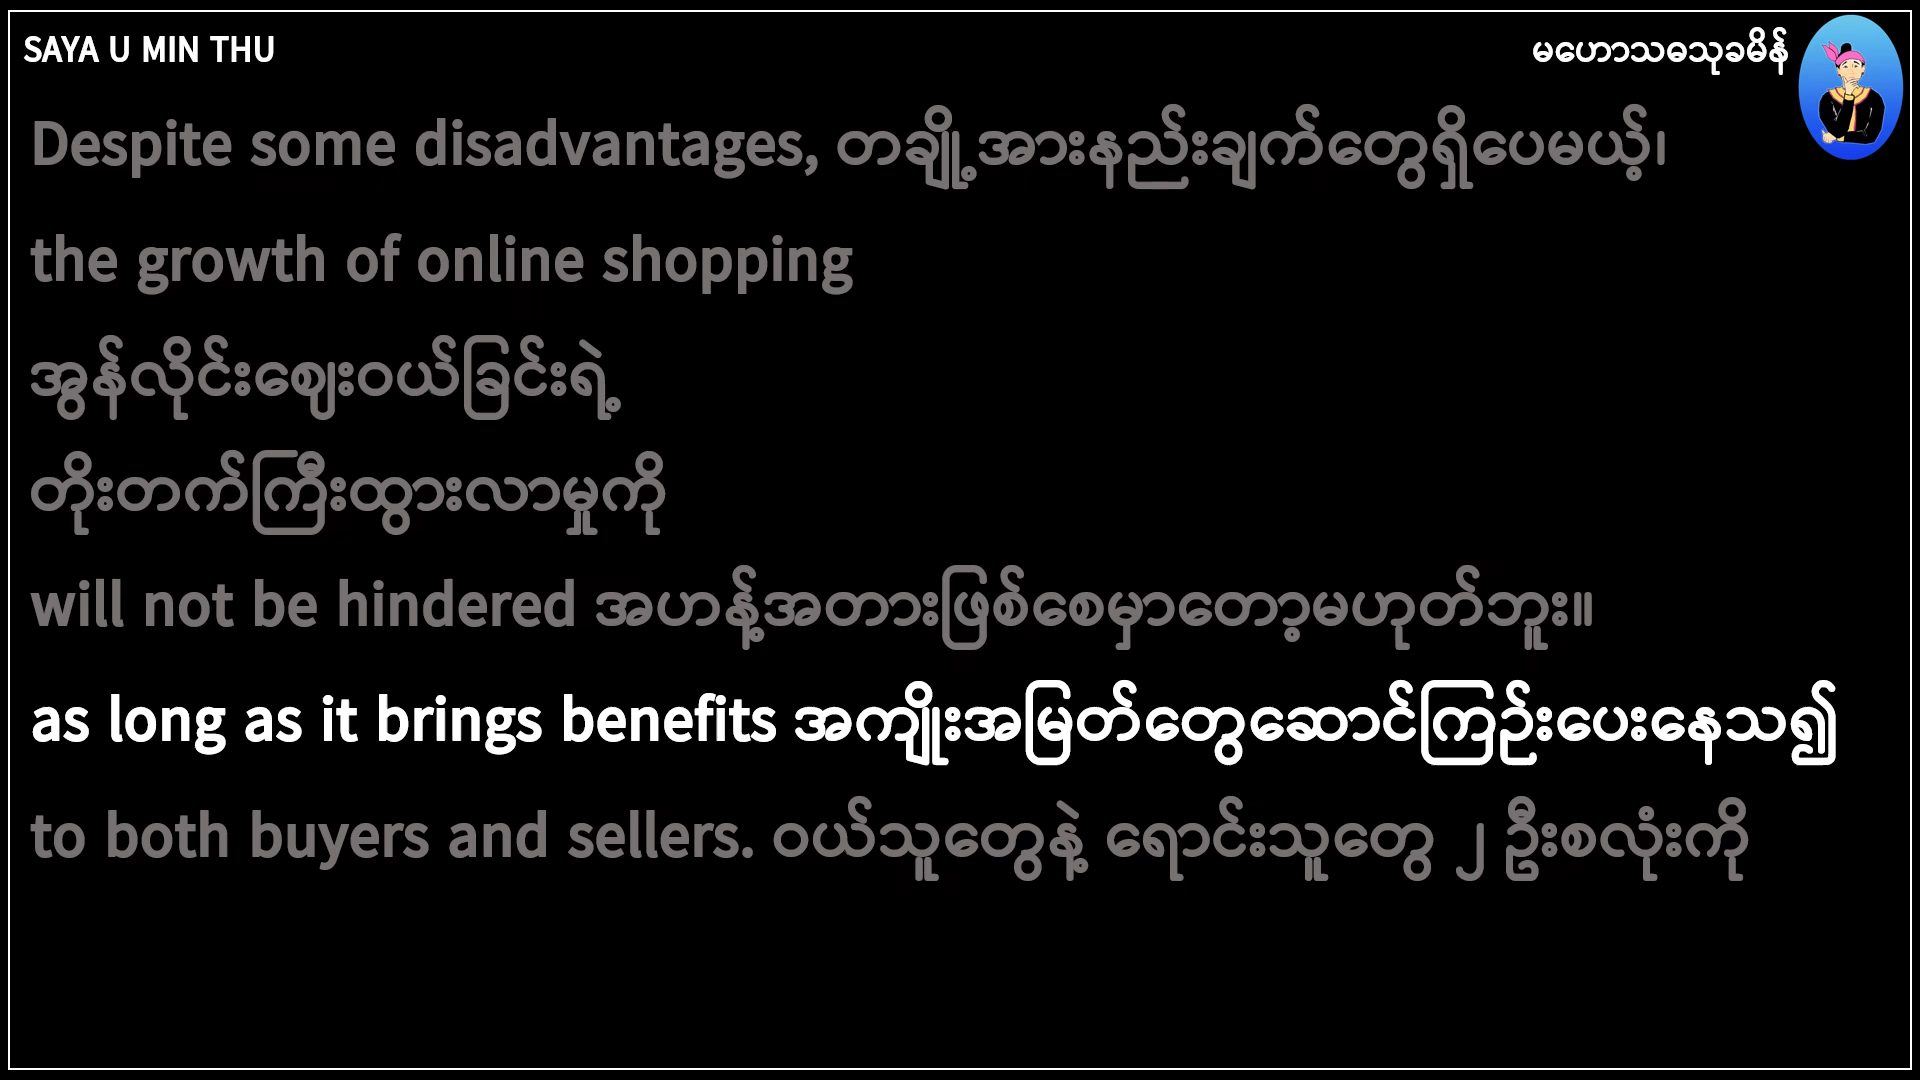 SAYA U MIN THU
မဟောသဓသုခမိန်
Despite some disadvantages, တချို့အားနည်းချက်တွေရှိပေမယ့်၊
the growth of online shopping
အွန်လိုင်းဈေးဝယ်ခြင်းရဲ့
တိုးတက်ကြီးထွားလာမှုကို
will not be hindered အဟန့်အတားဖြစ်စေမှာတော့မဟုတ်ဘူး။
as long as it brings benefits အကျိုးအမြတ်တွေဆောင်ကြဉ်းပေးနေသ၍
to both buyers and sellers. ဝယ်သူတွေနဲ့ ရောင်းသူတွေ ၂ ဦးစလုံးကို